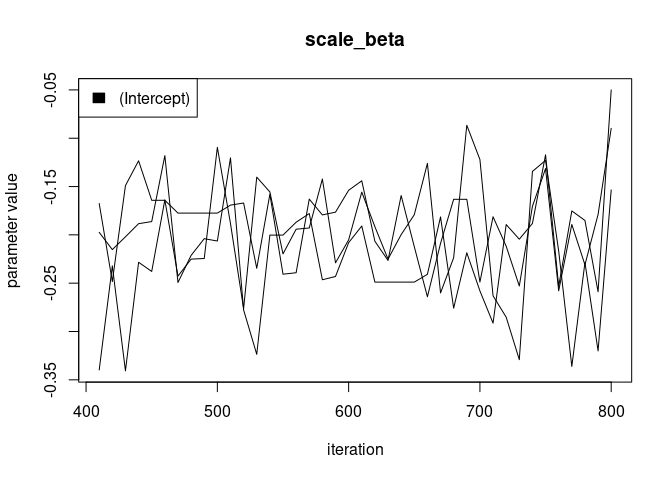 scale_beta
(Intercept)
-0.05
-0.15
-0.25
-0.35
parameter value
400 500 600 700 800
iteration